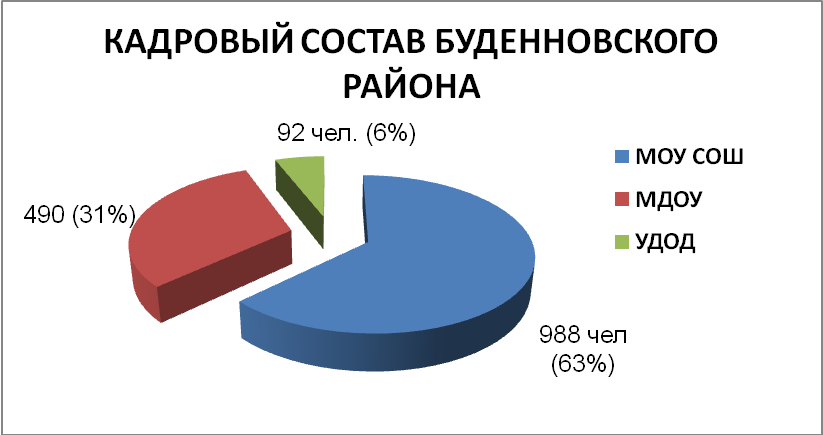 КАДРОВЫЙ СОСТАВ БУДЕННОВСКОГО
РАЙОНА
92 чел. (6%)
490 (31%)
988 чел
(63%)
МОУ СОШ
МДОУ
УДОД